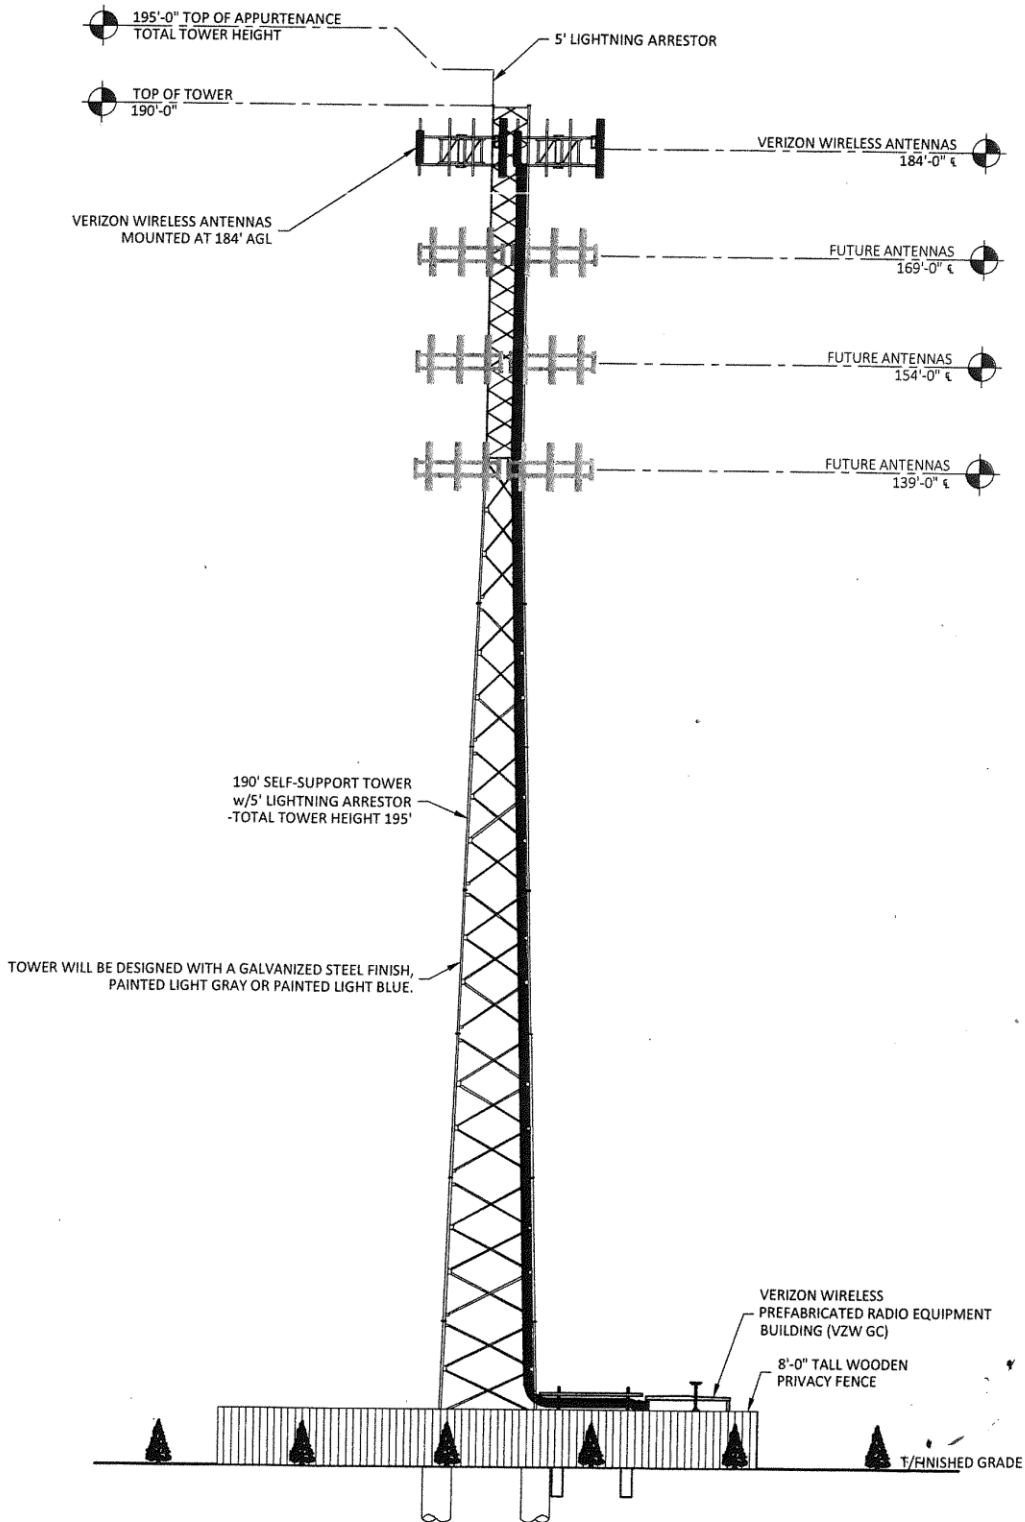 195'-0" TOP OF APPURTENANCE
TOTAL TOWER HEIGHT
5' LIGHTNING ARRESTOR
TOP OF TOWER
190'-0"
VERIZON WIRELESS ANTENNAS
184'-0" ℄
VERIZON WIRELESS ANTENNAS
MOUNTED AT 184' AGL
FUTURE ANTENNAS
169'-0" ℄
FUTURE ANTENNAS
154'-0" ℄
FUTURE ANTENNAS
139'-0" ℄
190' SELF-SUPPORT TOWER
w/5' LIGHTNING ARRESTOR
-TOTAL TOWER HEIGHT 195'
TOWER WILL BE DESIGNED WITH A GALVANIZED STEEL FINISH,
PAINTED LIGHT GRAY OR PAINTED LIGHT BLUE.
VERIZON WIRELESS
PREFABRICATED RADIO EQUIPMENT
BUILDING (VZW GC)
8'-0" TALL WOODEN
PRIVACY FENCE
T/FINISHED GRADE